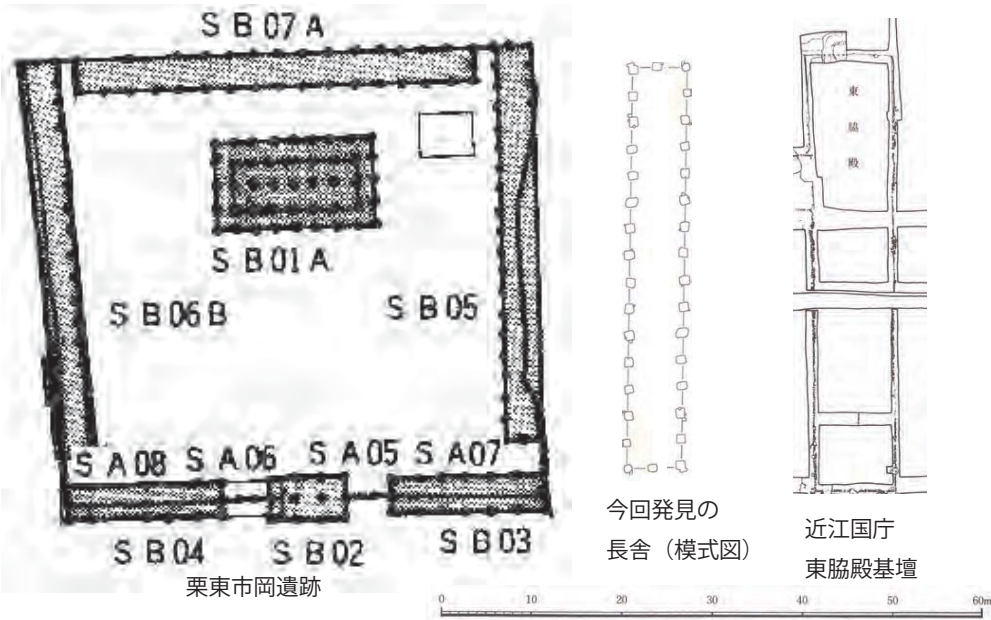 S B 07 A
S B 01 A
S B 06 B
S B 05
S A 08
S A 06
S A 05
S A 07
S B 04
S B 02
S B 03
栗東市岡遺跡
今回発見の
長舎（模式図）
東脇殿
近江国庁
東脇殿基壇
0 10 20 30 40 50 60m